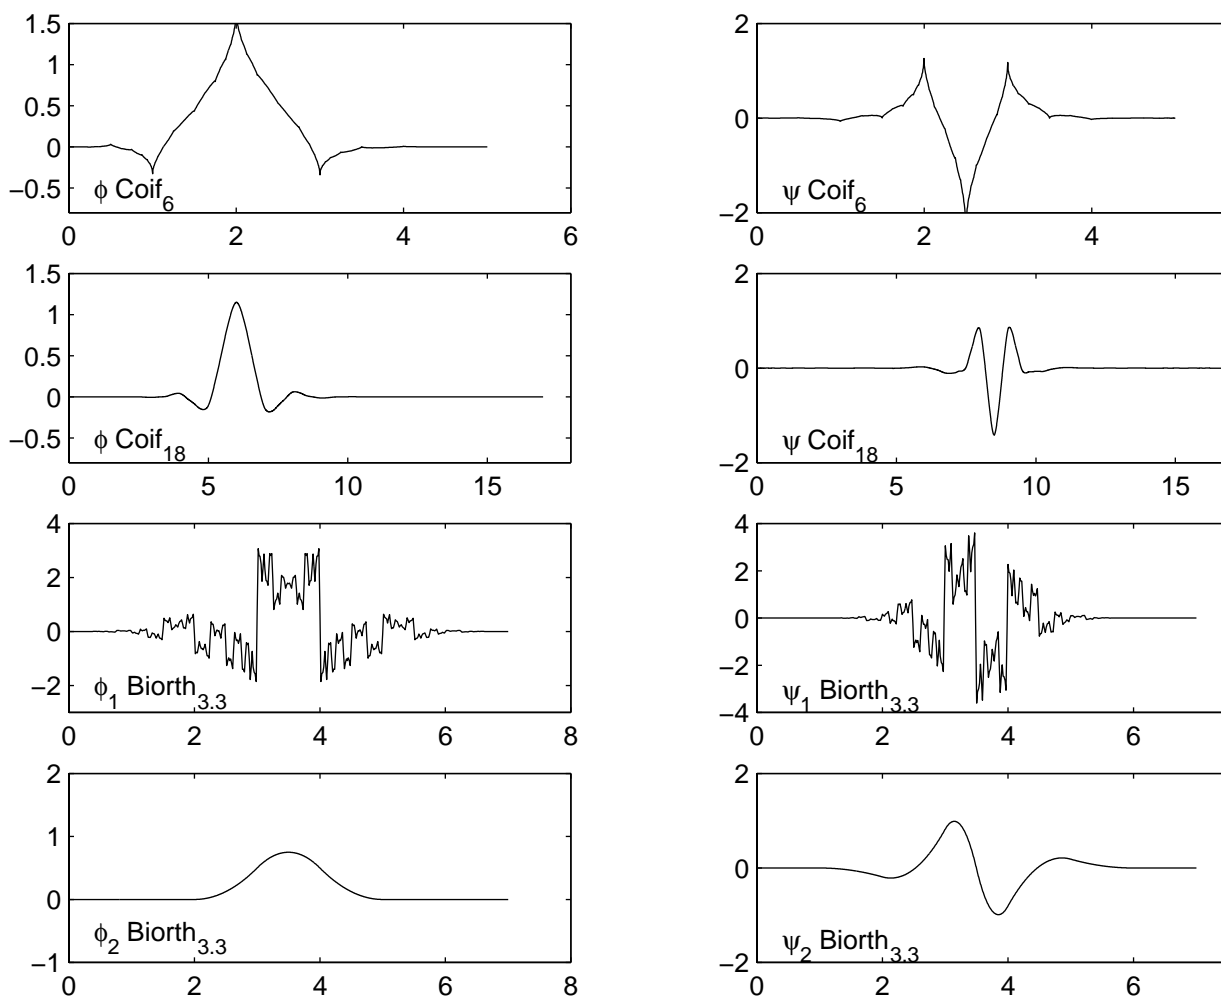 1.5
1
0.5
0
−0.5
ϕ Coif6
0 2 4 6
2
0
−2
ψ Coif6
0 2 4
1.5
1
0.5
0
−0.5
ϕ Coif18
0 5 10 15
2
0
−2
ψ Coif18
0 5 10 15
4
2
0
−2
ϕ1 Biorth3.3
0 2 4 6 8
4
2
0
−2
−4
ψ1 Biorth3.3
0 2 4 6
2
1
0
−1
ϕ2 Biorth3.3
0 2 4 6 8
2
0
−2
ψ2 Biorth3.3
0 2 4 6